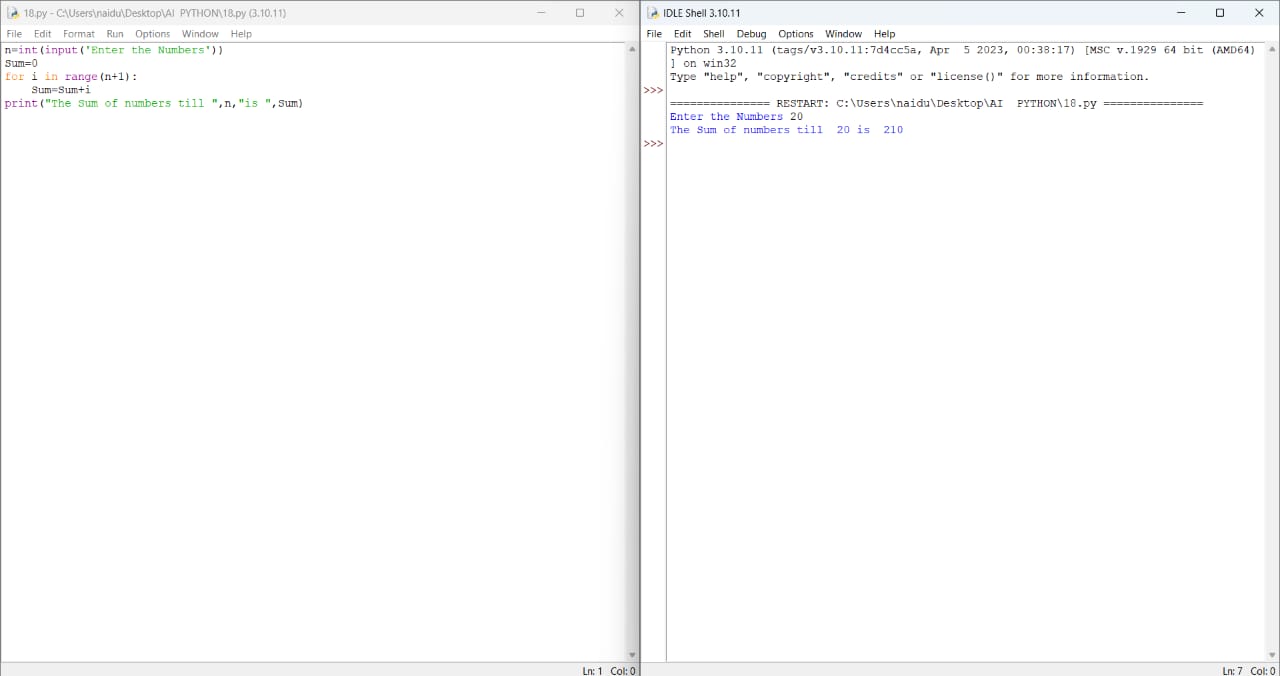 18.py - C:\Users\naidu\Desktop\AI  PYTHON\18.py (3.10.11)
File Edit Format Run Options Window Help
n=int(input('Enter the Numbers'))
Sum=0
for i in range(n+1):
    Sum=Sum+i
print("The Sum of numbers till ",n,"is ",Sum)
Ln: 1 Col: 0
IDLE Shell 3.10.11
File Edit Shell Debug Options Window Help
Python 3.10.11 (tags/v3.10.11:7d4cc5a, Apr  5 2023, 00:38:17) [MSC v.1929 64 bit (AMD64)
] on win32
Type "help", "copyright", "credits" or "license()" for more information.
>>>
=============== RESTART: C:\Users\naidu\Desktop\AI  PYTHON\18.py ===============
Enter the Numbers 20
The Sum of numbers till  20 is  210
>>>
Ln: 7 Col: 0